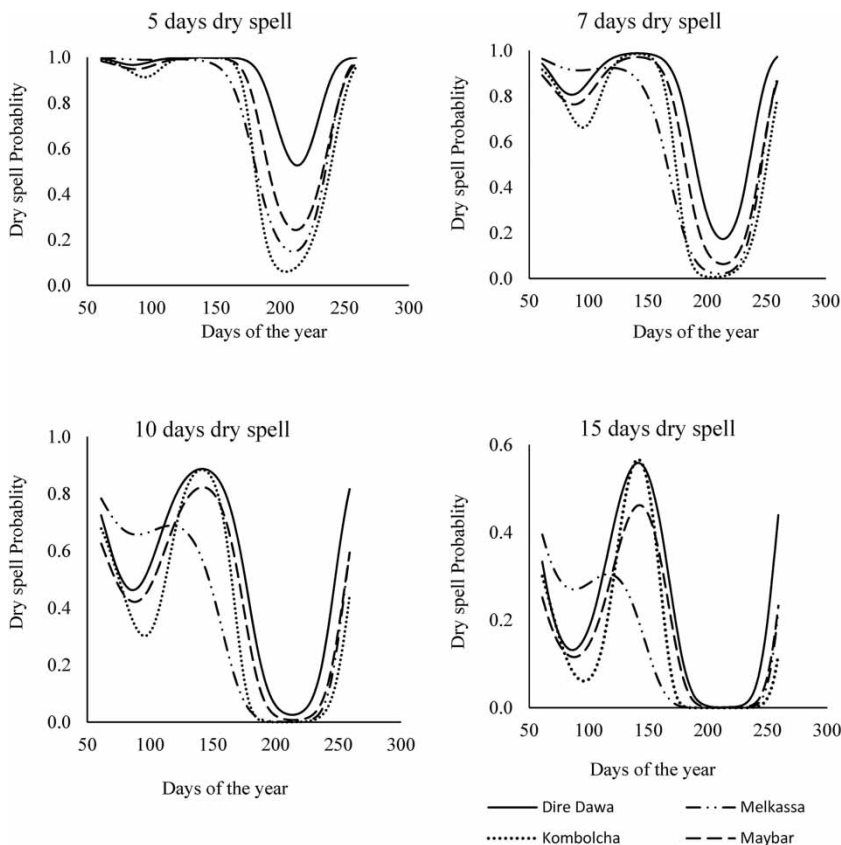 5 days dry spell
1.0
0.8
0.6
0.4
0.2
0.0
Dry spell Probablity
50 100 150 200 250 300
Days of the year
7 days dry spell
1.0
0.8
0.6
0.4
0.2
0.0
Dry spell Probablity
50 100 150 200 250 300
Days of the year
10 days dry spell
1.0
0.8
0.6
0.4
0.2
0.0
Dry spell Probablity
50 100 150 200 250 300
Days of the year
15 days dry spell
0.6
0.4
0.2
0.0
Dry spell Probablity
50 100 150 200 250 300
Days of the year
Dire Dawa Melkassa
Kombolcha Maybar